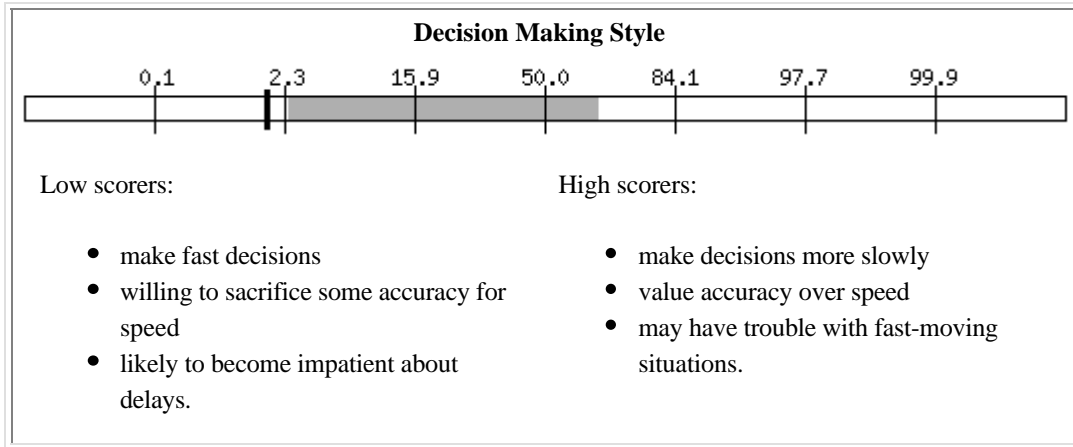 Decision Making Style
0.1 2.3 15.9 50.0 84.1 97.7 99.9
Low scorers:
make fast decisions
willing to sacrifice some accuracy for
speed
likely to become impatient about
delays.
High scorers:
make decisions more slowly
value accuracy over speed
may have trouble with fast-moving
situations.